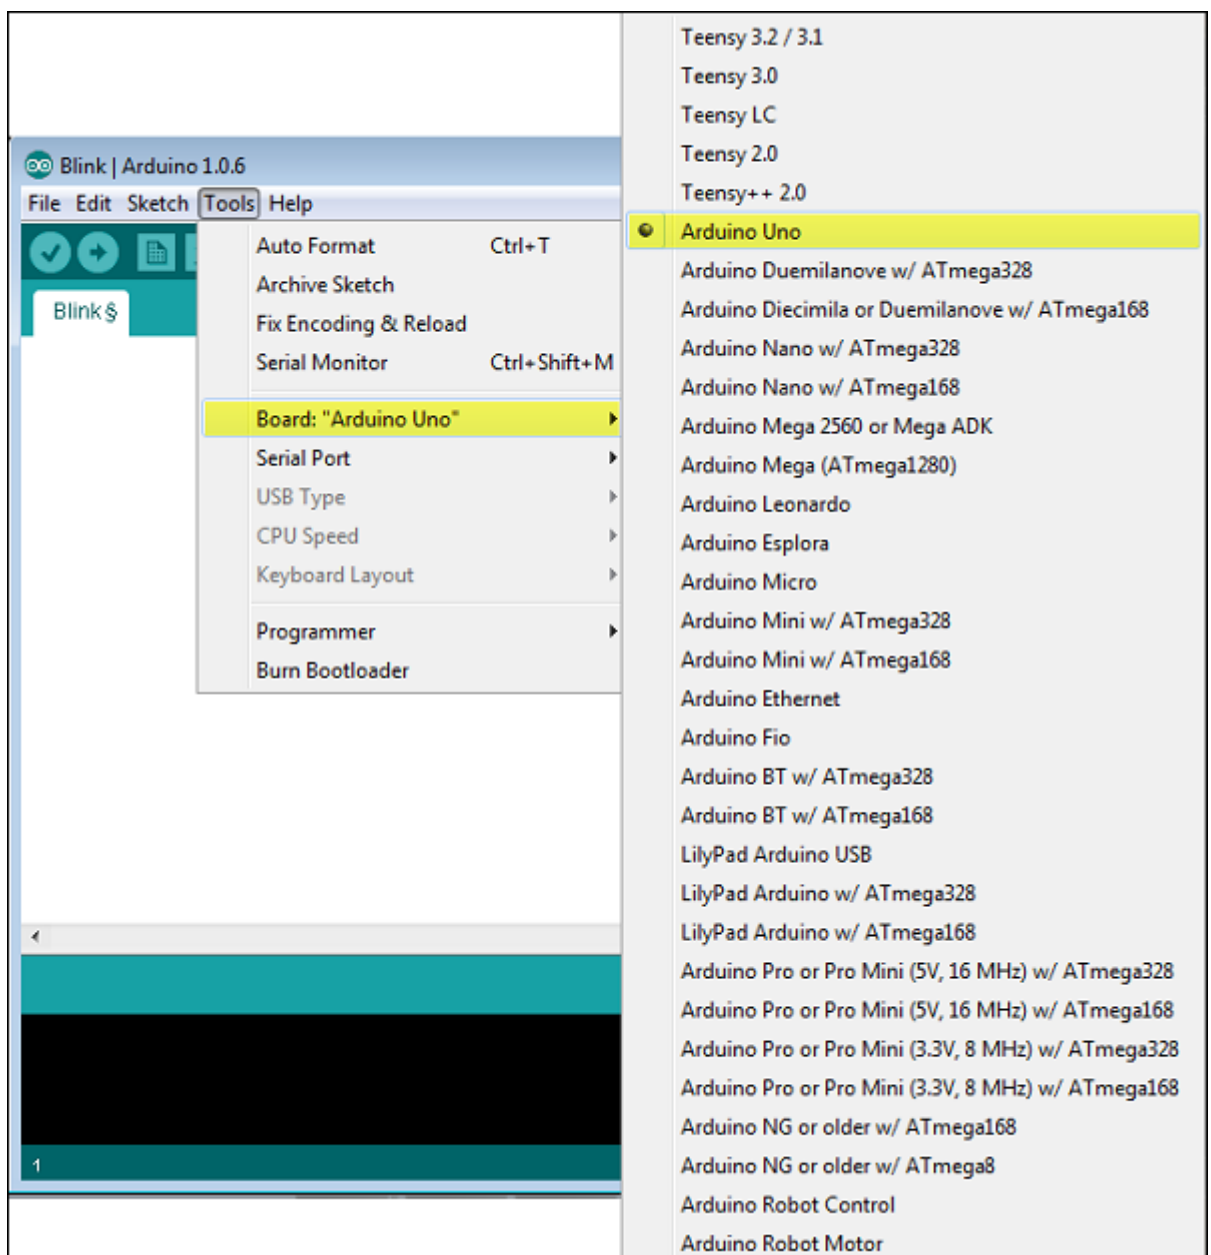 Blink | Arduino 1.0.6
File Edit Sketch Tools Help
Blink§
Auto Format Ctrl+T
Archive Sketch
Fix Encoding & Reload
Serial Monitor Ctrl+Shift+M
Board: "Arduino Uno"
Serial Port
USB Type
CPU Speed
Keyboard Layout
Programmer
Burn Bootloader
1
Teensy 3.2 / 3.1
Teensy 3.0
Teensy LC
Teensy 2.0
Teensy++ 2.0
Arduino Uno
Arduino Duemilanove w/ ATmega328
Arduino Diecimila or Duemilanove w/ ATmega168
Arduino Nano w/ ATmega328
Arduino Nano w/ ATmega168
Arduino Mega 2560 or Mega ADK
Arduino Mega (ATmega1280)
Arduino Leonardo
Arduino Esplora
Arduino Micro
Arduino Mini w/ ATmega328
Arduino Mini w/ ATmega168
Arduino Ethernet
Arduino Fio
Arduino BT w/ ATmega328
Arduino BT w/ ATmega168
LilyPad Arduino USB
LilyPad Arduino w/ ATmega328
LilyPad Arduino w/ ATmega168
Arduino Pro or Pro Mini (5V, 16 MHz) w/ ATmega328
Arduino Pro or Pro Mini (5V, 16 MHz) w/ ATmega168
Arduino Pro or Pro Mini (3.3V, 8 MHz) w/ ATmega328
Arduino Pro or Pro Mini (3.3V, 8 MHz) w/ ATmega168
Arduino NG or older w/ ATmega168
Arduino NG or older w/ ATmega8
Arduino Robot Control
Arduino Robot Motor